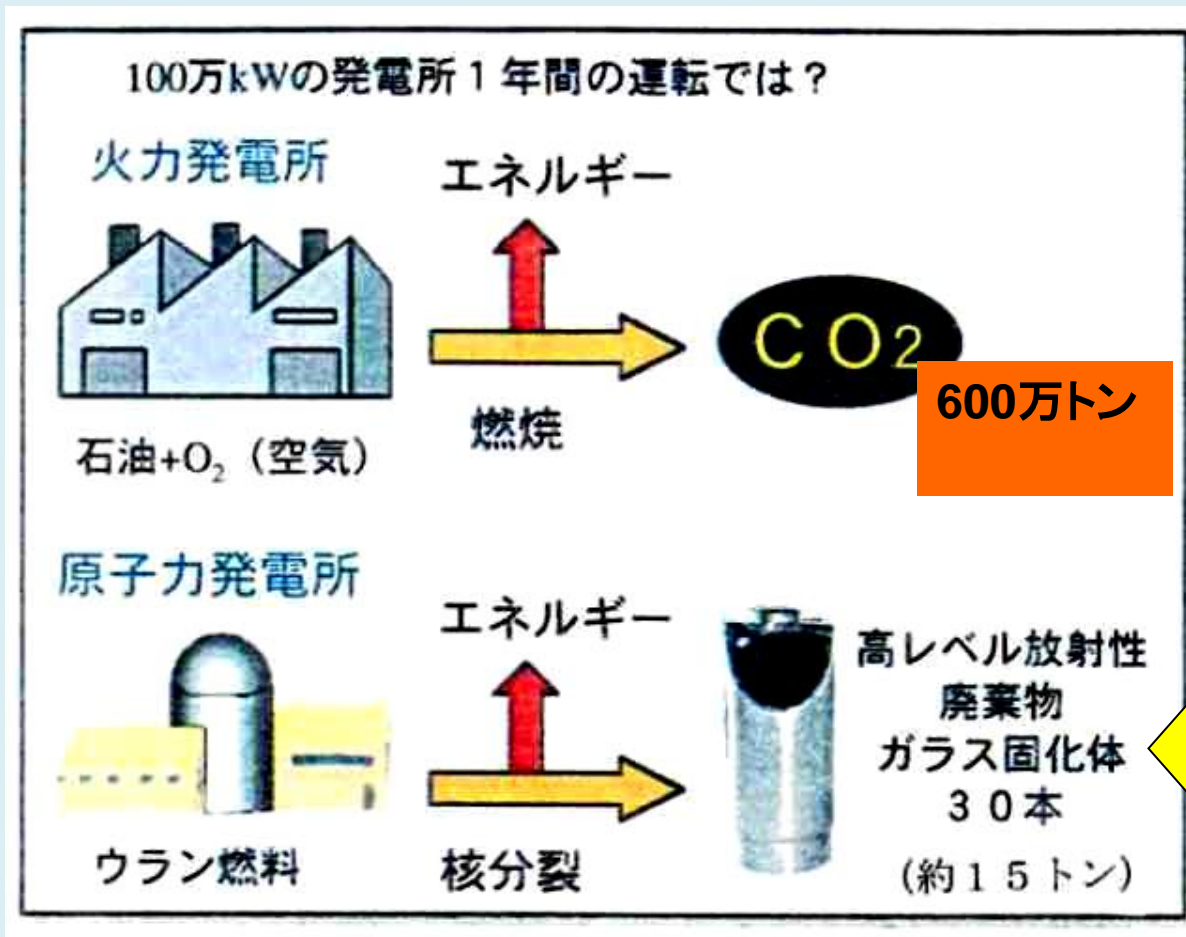 100万kWの発電所１年間の運転では？
火力発電所
エネルギー
CO2
600万トン
燃焼
石油+O₂（空気）
原子力発電所
エネルギー
高レベル放射性
廃棄物
ガラス固化体
３０本
(約１５トン)
ウラン燃料
核分裂